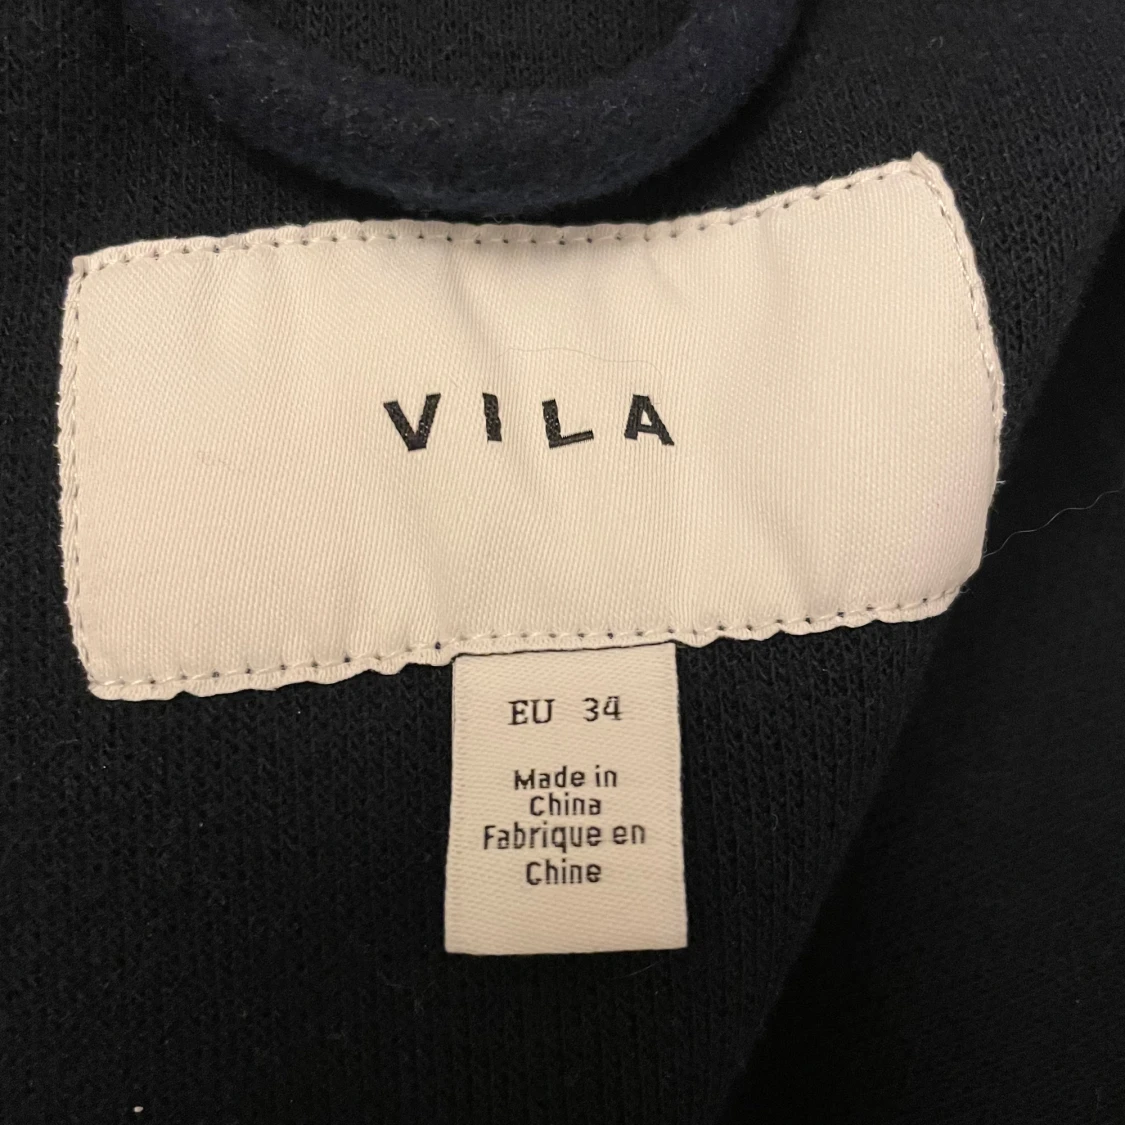 VILA
EU 34
Made in
China
Fabrique en
Chine